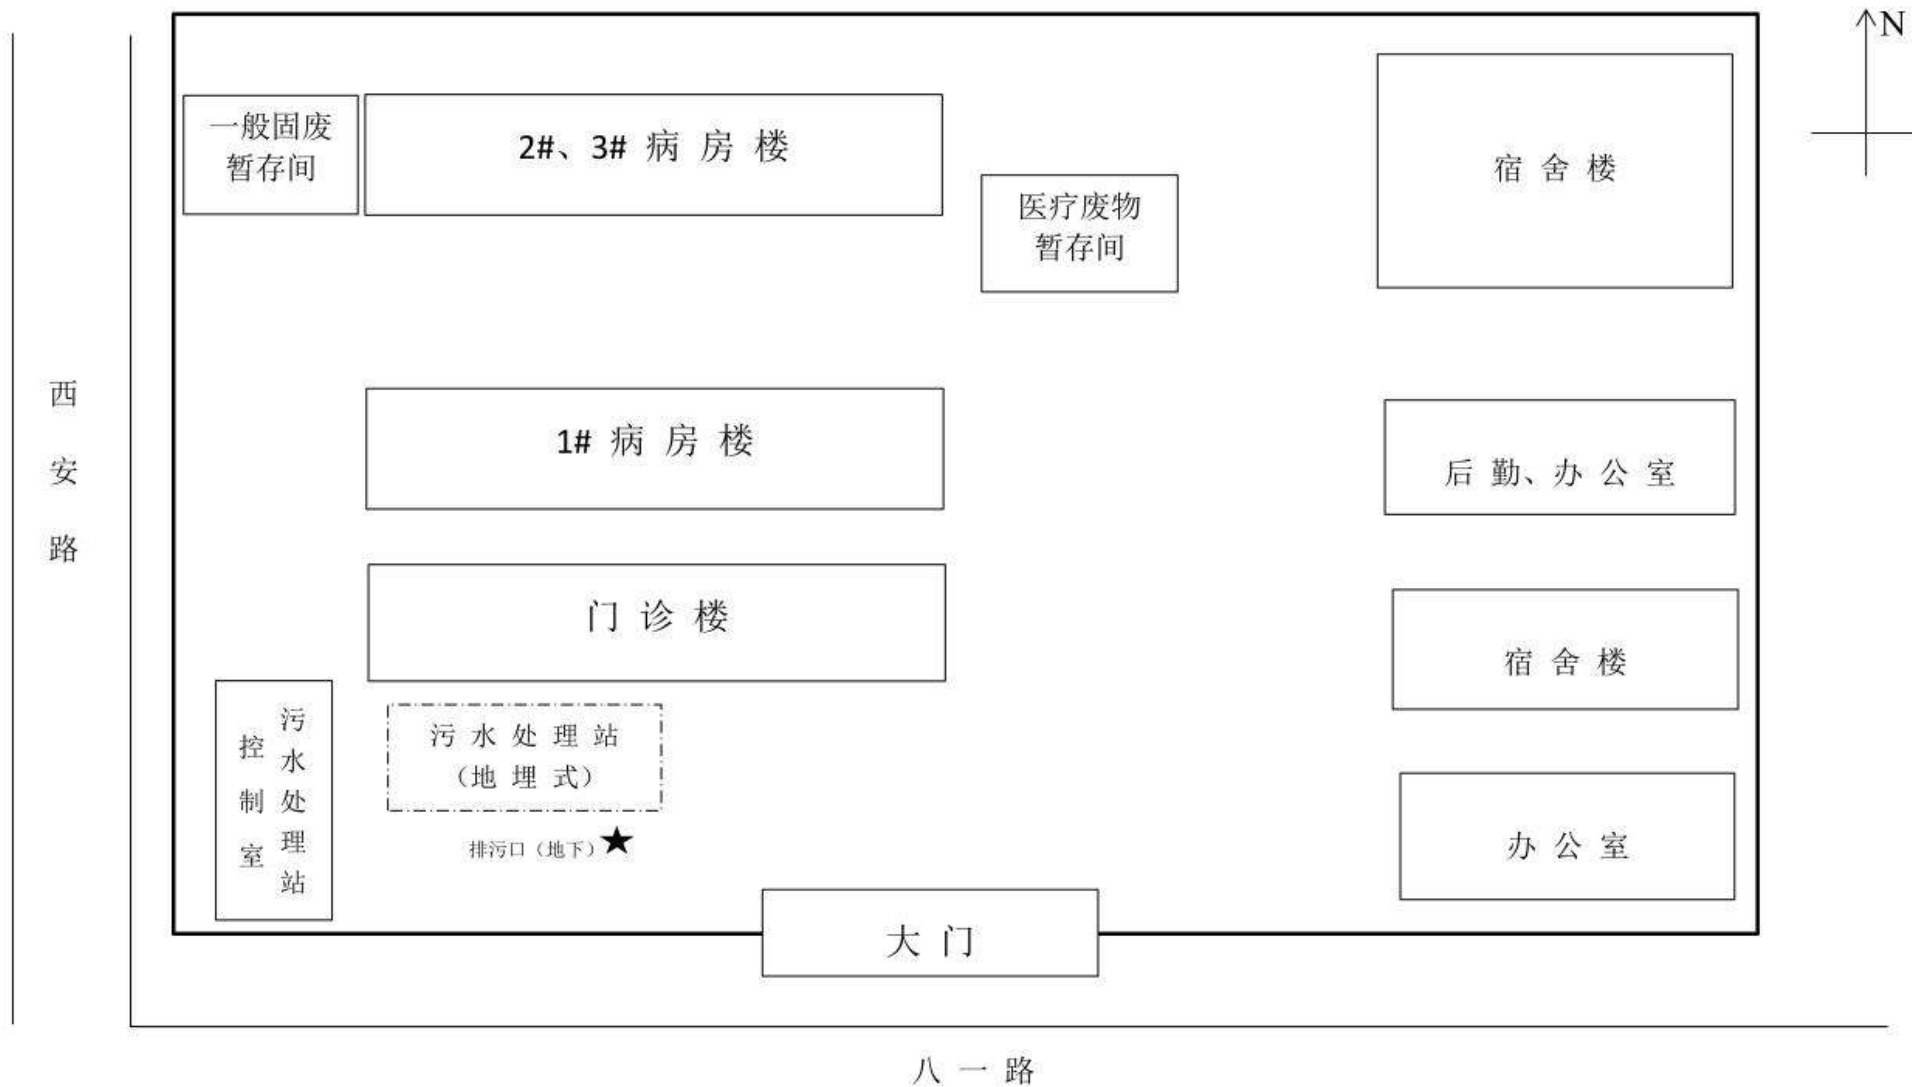 N
一般固废
暂存间
2#、3# 病 房 楼
医疗废物
暂存间
宿 舍 楼
西
安
路
1# 病 房 楼
后 勤、办 公 室
门 诊 楼
宿 舍 楼
污水处理站
控制室
污 水 处 理 站
（地 埋 式）
排污口（地下）
办 公 室
大 门
八 一 路